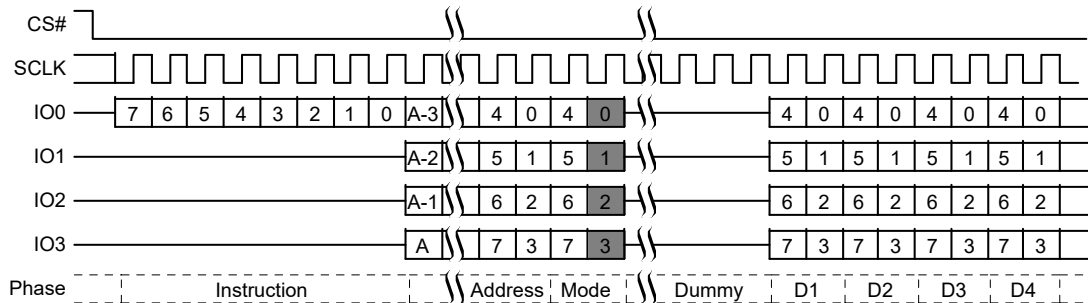 CS#
SCLK
IO0 7 6 5 4 3 2 1 0 A-3 4 0 4 0 4 0 4 0 4 0 4 0
IO1 A-2 5 1 5 1 5 1 5 1 5 1 5 1
IO2 A-1 6 2 6 2 6 2 6 2 6 2 6 2
IO3 A 7 3 7 3 7 3 7 3 7 3 7 3
Phase Instruction Address Mode Dummy D1 D2 D3 D4